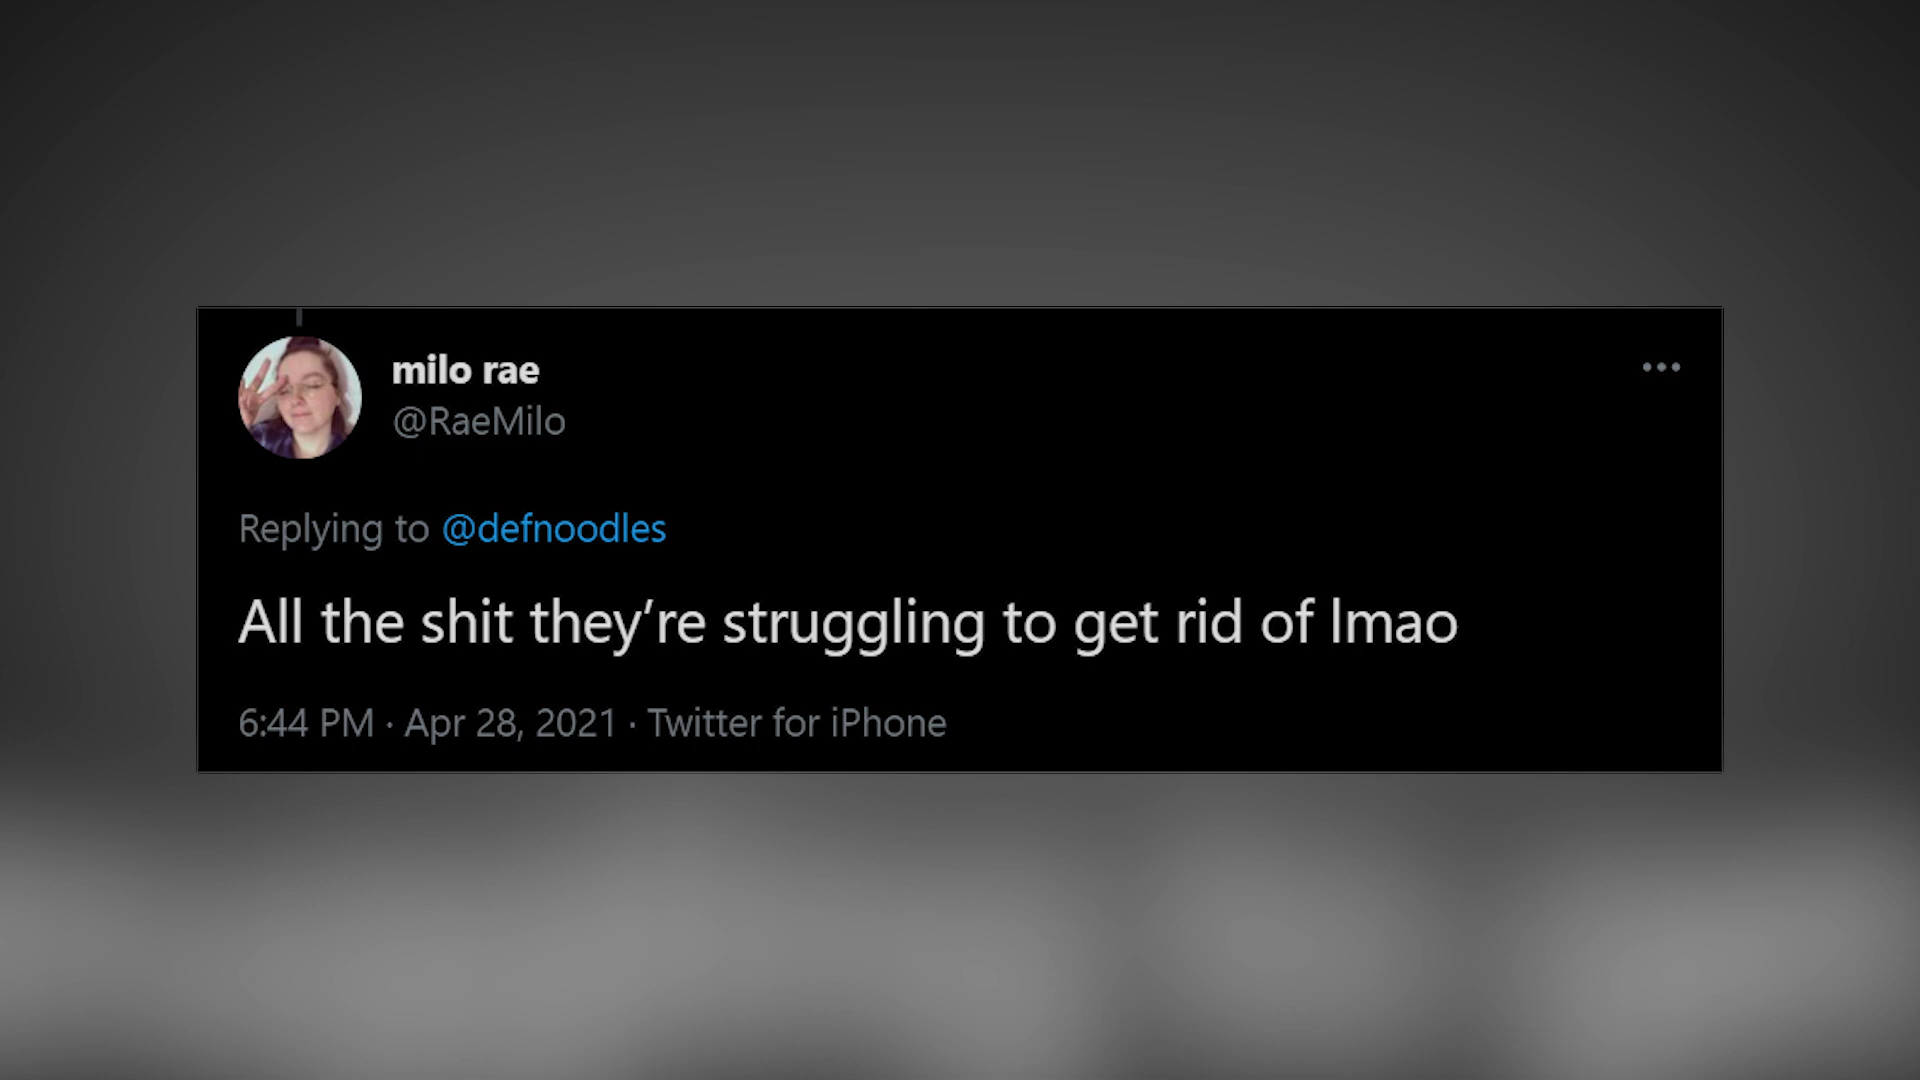 milo rae
@RaeMilo
Replying to @defnoodles
All the shit they’re struggling to get rid of lmao
6:44 PM · Apr 28, 2021 · Twitter for iPhone